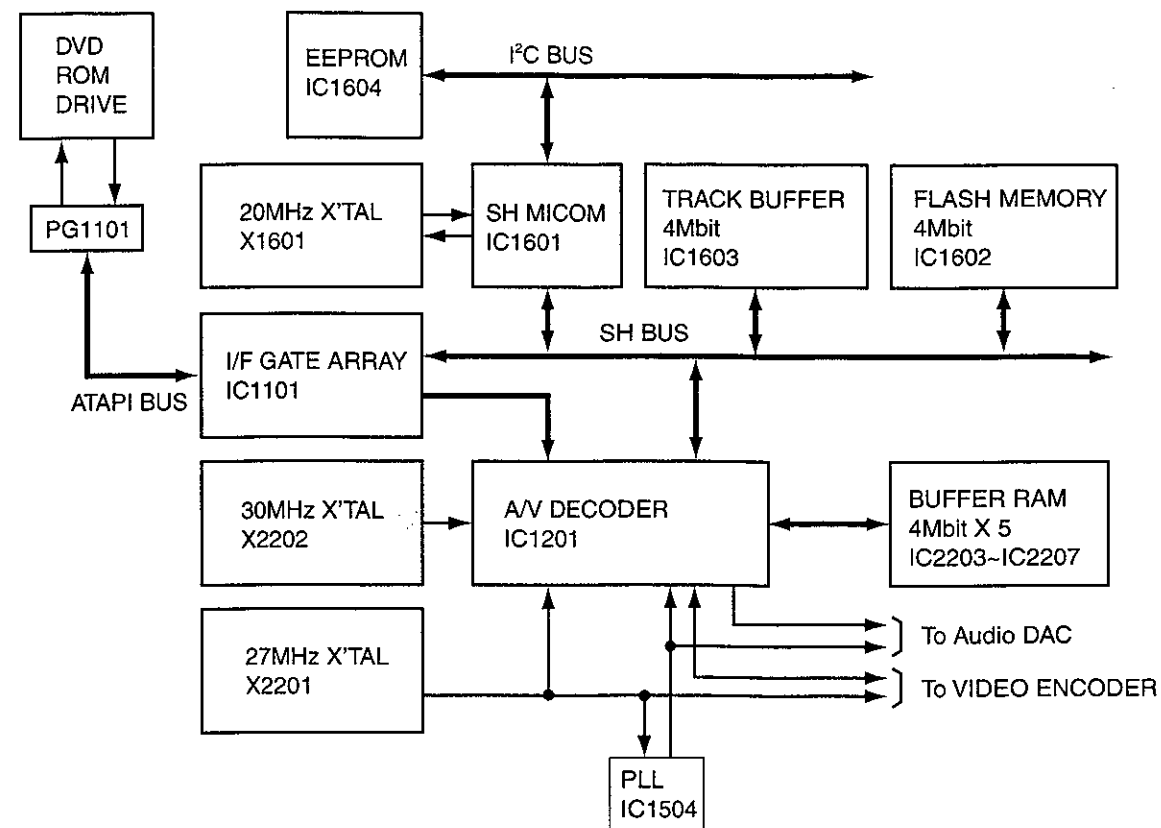 DVD
ROM
DRIVE
EEPROM
IC1604
I²C BUS
PG1101
20MHz X'TAL
X1601
SH MICOM
IC1601
TRACK BUFFER
4Mbit
IC1603
FLASH MEMORY
4Mbit
IC1602
SH BUS
I/F GATE ARRAY
IC1101
ATAPI BUS
30MHz X'TAL
X2202
A/V DECODER
IC1201
BUFFER RAM
4Mbit X 5
IC2203~IC2207
27MHz X'TAL
X2201
To Audio DAC
To VIDEO ENCODER
PLL
IC1504